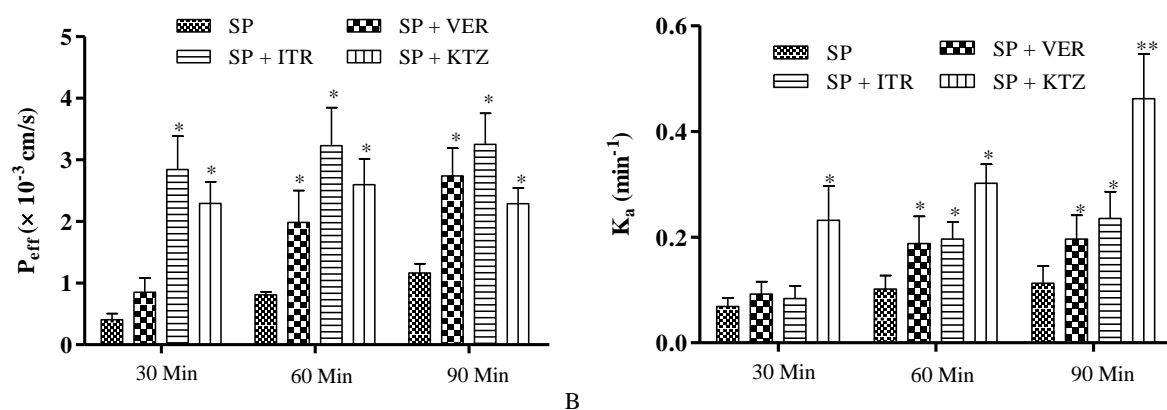 SP
SP + VER
SP + ITR
SP + KTZ
P_eff (× 10⁻³ cm/s)
5
4
3
2
1
0
* * * * * * * *
30 Min
60 Min
90 Min
B
SP
SP + VER
SP + ITR
SP + KTZ
K_a (min⁻¹)
0.6
0.4
0.2
0.0
* * * * * * **
30 Min
60 Min
90 Min